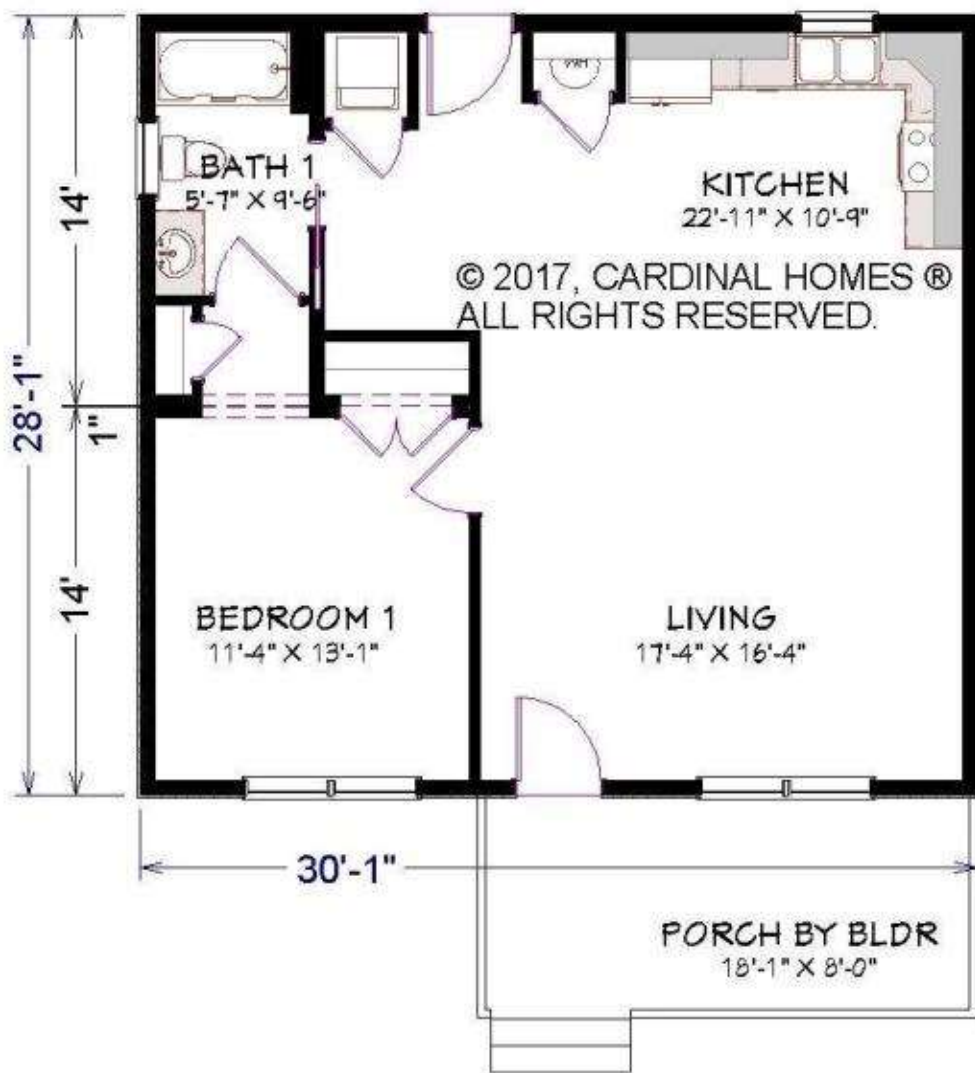 WH
BATH 1
5'-7" X 9'-6"
KITCHEN
22'-11" X 10'-9"
© 2017, CARDINAL HOMES ®
ALL RIGHTS RESERVED.
14'
28'-1"
1"
14'
BEDROOM 1
11'-4" X 13'-1"
LIVING
17'-4" X 16'-4"
30'-1"
PORCH BY BLDR
18'-1" X 8'-0"